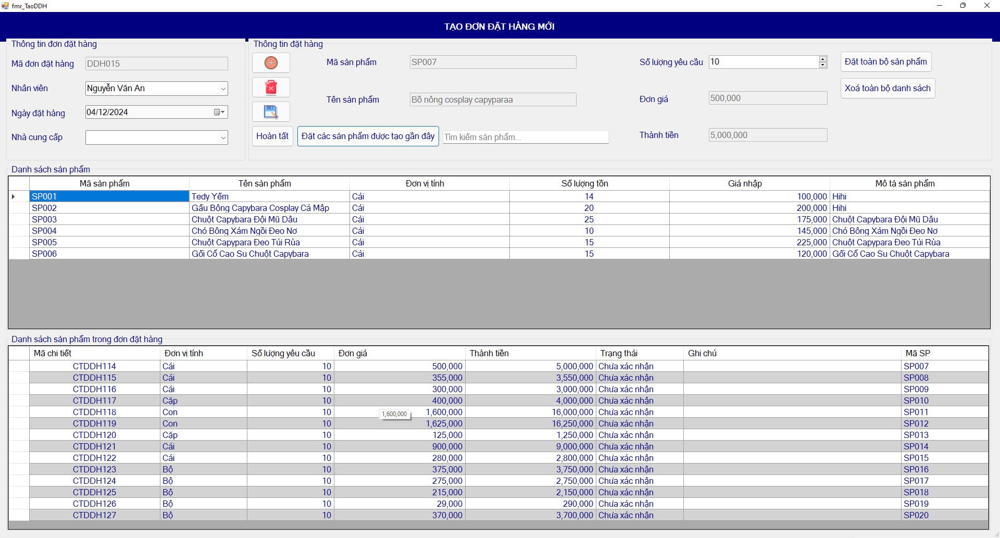 fmr_TaoDDH
TẠO ĐƠN ĐẶT HÀNG MỚI
Thông tin đơn đặt hàng
Mã đơn đặt hàng DDH015
Nhân viên Nguyễn Văn An
Ngày đặt hàng 04/12/2024
Nhà cung cấp
Thông tin đặt hàng
Mã sản phẩm SP007
Tên sản phẩm Bồ nông cosplay capyparaa
Hoàn tất Đặt các sản phẩm được tạo gần đây Tìm kiếm sản phẩm...
Số lượng yêu cầu 10
Đơn giá 500,000
Thành tiền 5,000,000
Đặt toàn bộ sản phẩm
Xoá toàn bộ danh sách
Danh sách sản phẩm
Mã sản phẩm Tên sản phẩm Đơn vị tính Số lượng tồn Giá nhập Mô tả sản phẩm
SP001 Tedy Yếm Cái 14 100,000 Hihi
SP002 Gấu Bông Capybara Cosplay Cá Mập Cái 20 200,000 Hihi
SP003 Chuột Capybara Đội Mũ Dâu Cái 25 175,000 Chuột Capybara Đội Mũ Dâu
SP004 Chó Bông Xám Ngồi Đeo Nơ Cái 10 145,000 Chó Bông Xám Ngồi Đeo Nơ
SP005 Chuột Capypara Đeo Túi Rùa Cái 15 225,000 Chuột Capypara Đeo Túi Rùa
SP006 Gối Cổ Cao Su Chuột Capybara Cái 15 120,000 Gối Cổ Cao Su Chuột Capybara
Danh sách sản phẩm trong đơn đặt hàng
Mã chi tiết Đơn vị tính Số lượng yêu cầu Đơn giá Thành tiền Trạng thái Ghi chú Mã SP
CTDDH114 Cái 10 500,000 5,000,000 Chưa xác nhận SP007
CTDDH115 Cái 10 355,000 3,550,000 Chưa xác nhận SP008
CTDDH116 Cái 10 300,000 3,000,000 Chưa xác nhận SP009
CTDDH117 Cặp 10 400,000 4,000,000 Chưa xác nhận SP010
CTDDH118 Con 10 1,600,000 1,600,000 16,000,000 Chưa xác nhận SP011
CTDDH119 Con 10 1,625,000 16,250,000 Chưa xác nhận SP012
CTDDH120 Cặp 10 125,000 1,250,000 Chưa xác nhận SP013
CTDDH121 Cái 10 900,000 9,000,000 Chưa xác nhận SP014
CTDDH122 Cái 10 280,000 2,800,000 Chưa xác nhận SP015
CTDDH123 Bộ 10 375,000 3,750,000 Chưa xác nhận SP016
CTDDH124 Bộ 10 275,000 2,750,000 Chưa xác nhận SP017
CTDDH125 Bộ 10 215,000 2,150,000 Chưa xác nhận SP018
CTDDH126 Bộ 10 29,000 290,000 Chưa xác nhận SP019
CTDDH127 Bộ 10 370,000 3,700,000 Chưa xác nhận SP020